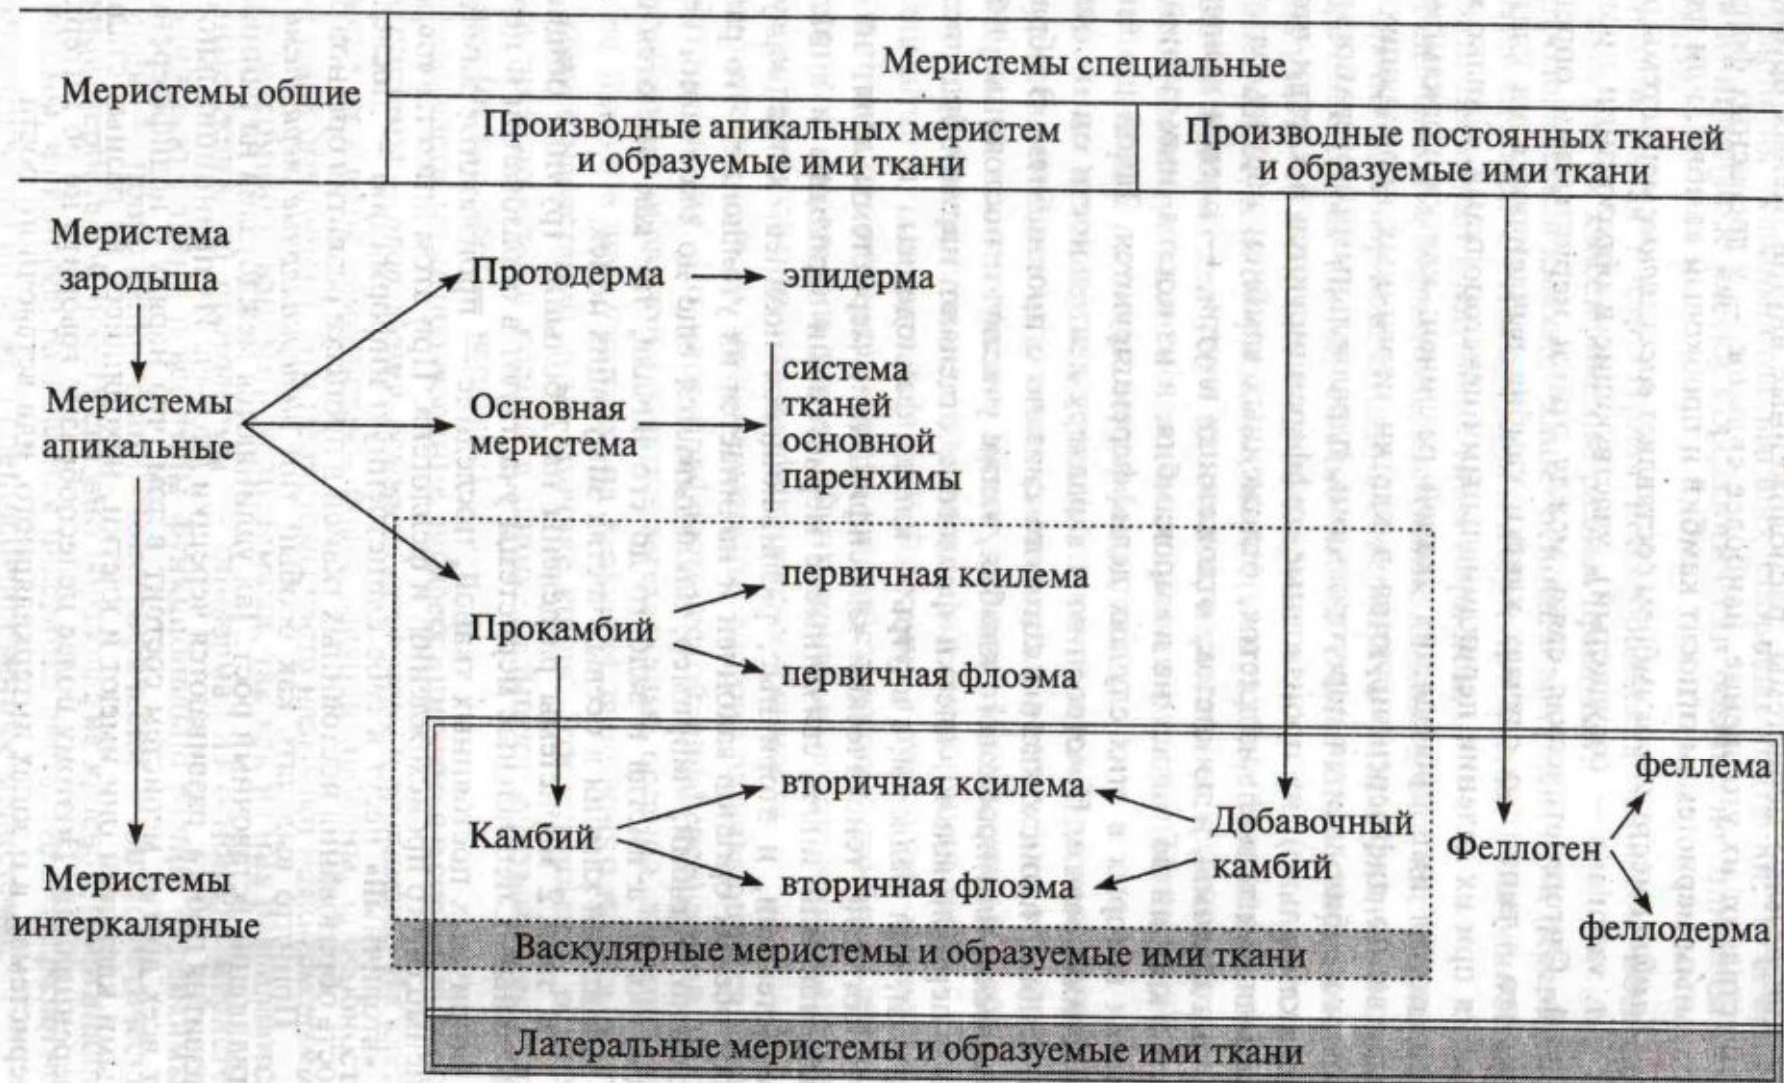 Меристемы общие
Меристемы специальные
Производные апикальных меристем
и образуемые ими ткани
Производные постоянных тканей
и образуемые ими ткани
Меристема
зародыша
Меристемы
апикальные
Меристемы
интеркалярные
Протодерма
эпидерма
Основная
меристема
система
тканей
основной
паренхимы
Прокамбий
первичная ксилема
первичная флоэма
Камбий
вторичная ксилема
вторичная флоэма
Добавочный
камбий
Феллоген
феллема
феллодерма
Васкулярные меристемы и образуемые ими ткани
Латеральные меристемы и образуемые ими ткани